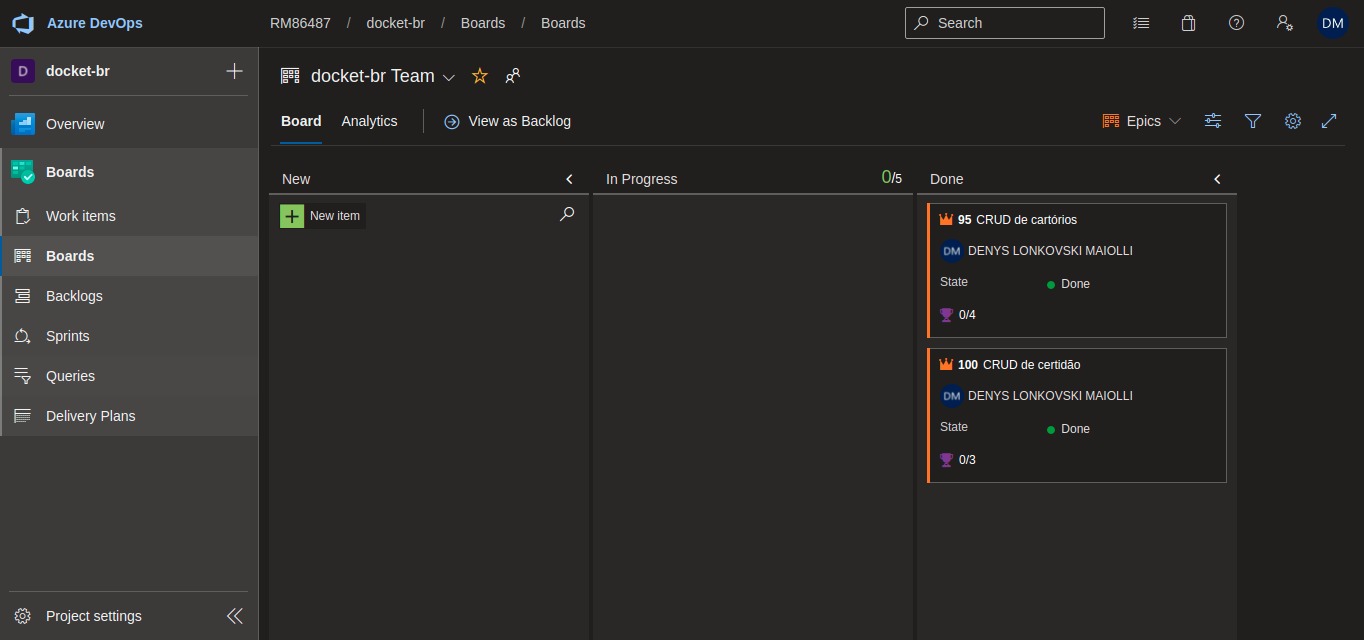 Azure DevOps
RM86487 / docket-br / Boards / Boards
Search
DM
D docket-br
Overview
Boards
Work items
Boards
Backlogs
Sprints
Queries
Delivery Plans
Project settings
docket-br Team
Board Analytics View as Backlog
Epics
New
New item
In Progress 0/5
Done
95 CRUD de cartórios
DM DENYS LONKOVSKI MAIOLLI
State Done
0/4
100 CRUD de certidão
DM DENYS LONKOVSKI MAIOLLI
State Done
0/3